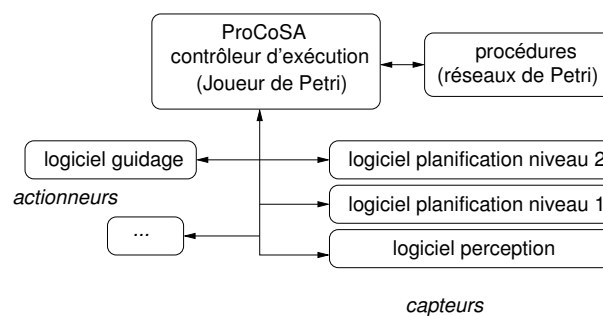 ProCoSA
contrôleur d'exécution
(Joueur de Petri)
procédures
(réseaux de Petri)
logiciel guidage
logiciel planification niveau 2
actionneurs
logiciel planification niveau 1
...
logiciel perception
capteurs